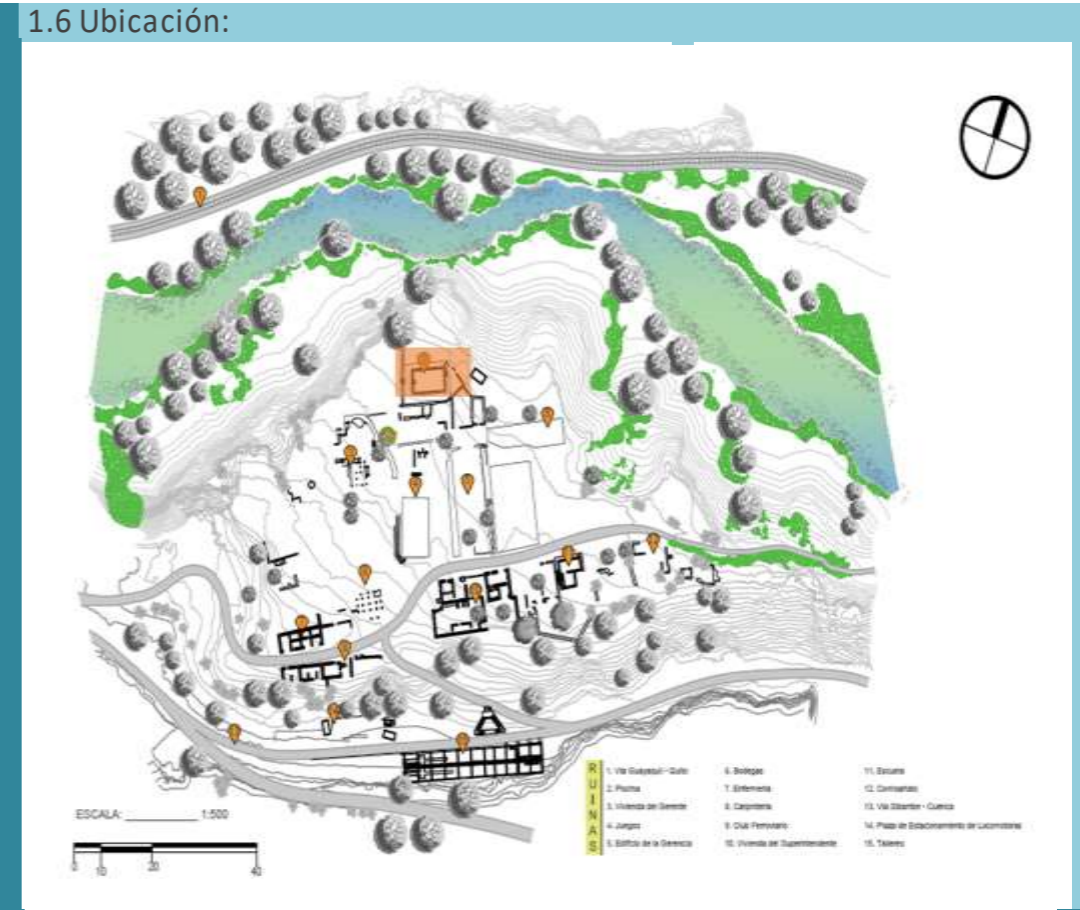 1.6 Ubicación:
ESCALA: 1:500
0 10 20 40
RUINAS
1. Vía Guayaquil - Quito
2. Piscina
3. Vivienda del Gerente
4. Juegos
5. Edificio de la Gerencia
6. Bodegas
7. Enfermería
8. Carpintería
9. Club Ferroviario
10. Vivienda del Superintendente
11. Escuela
12. Comisariato
13. Vía Sibambe - Cuenca
14. Plaza de Estacionamiento de Locomotoras
15. Talleres